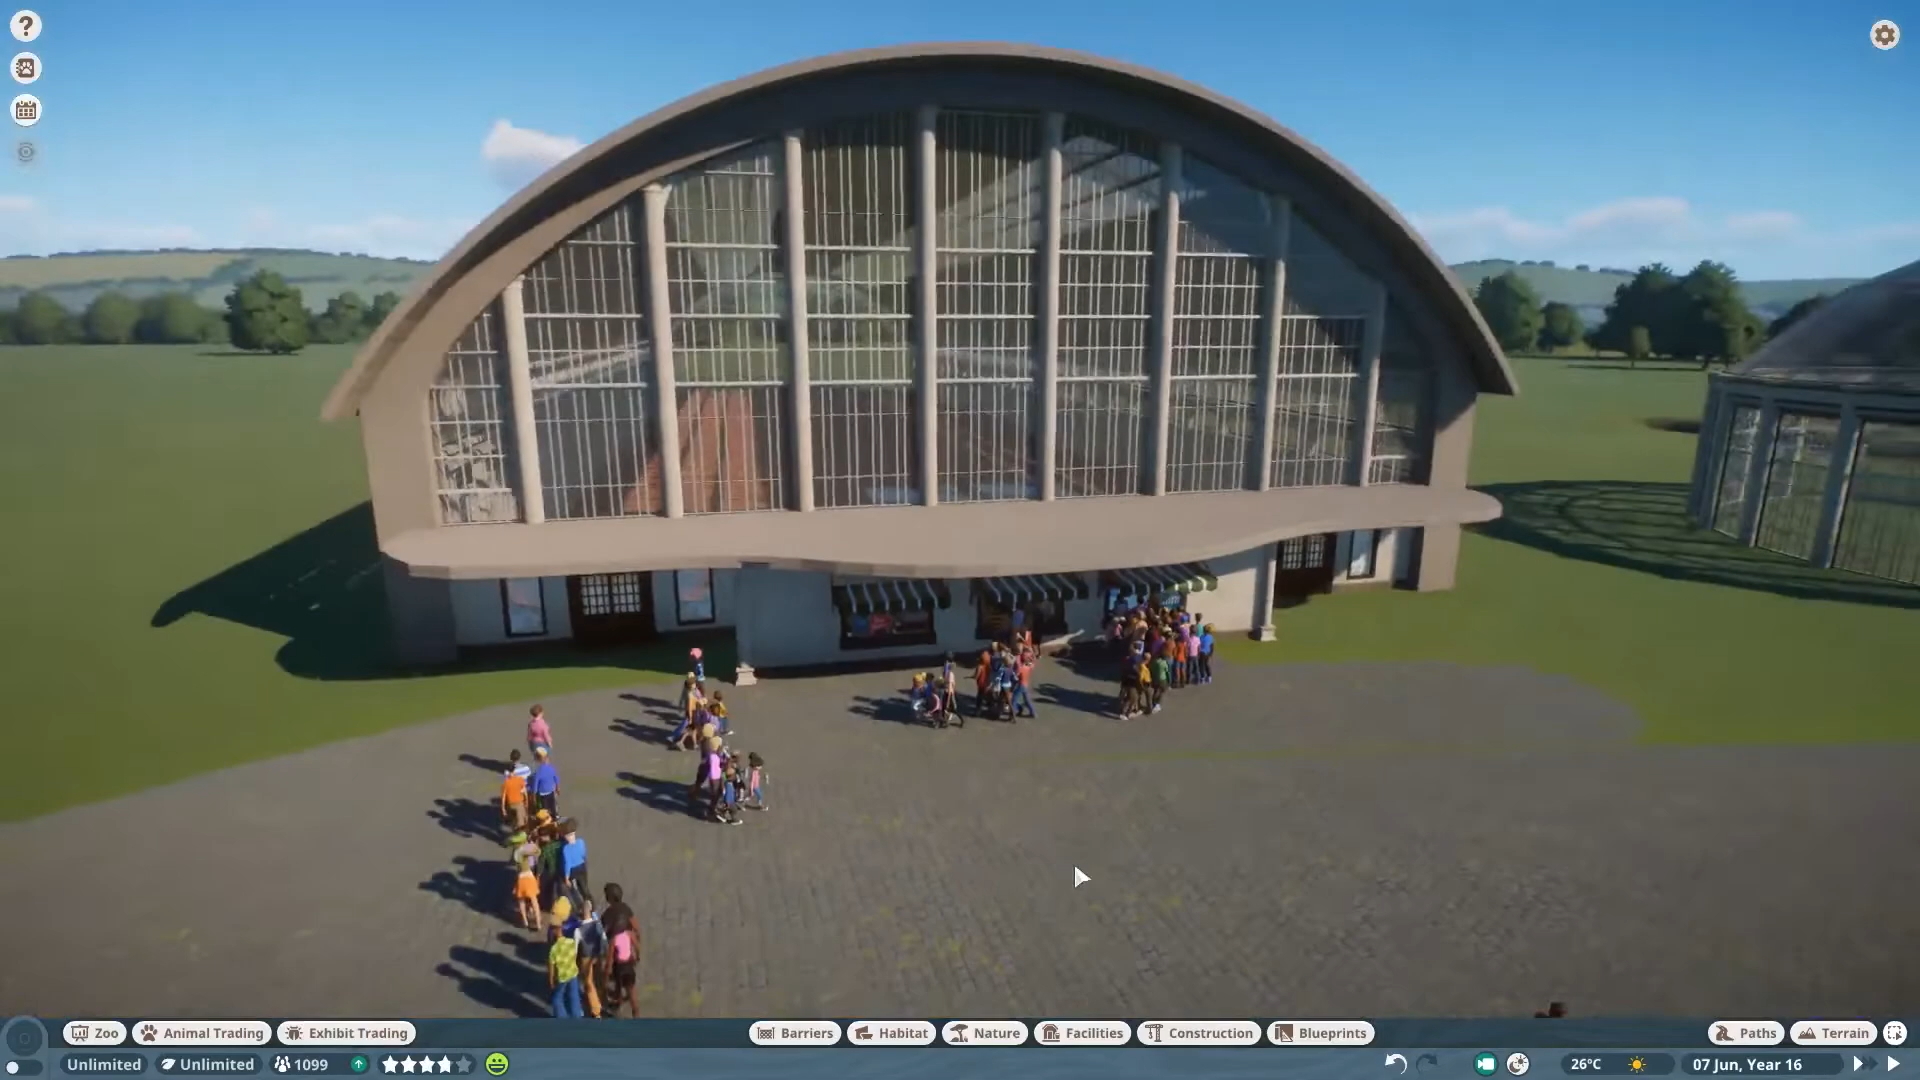 ?
Zoo
Animal Trading
Exhibit Trading
Barriers
Habitat
Nature
Facilities
Construction
Blueprints
Paths
Terrain
Unlimited
Unlimited
1099
26°C
07 Jun, Year 16